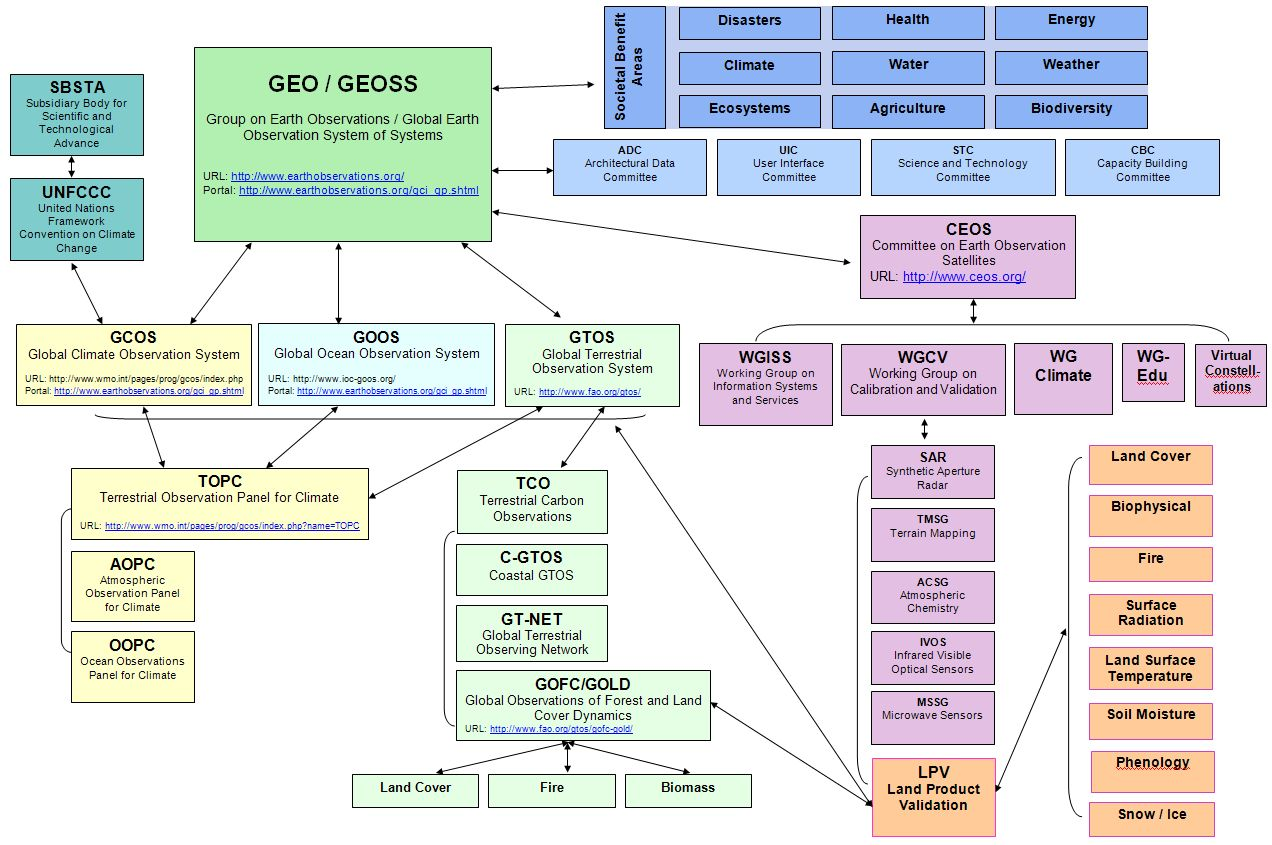 Societal Benefit
Areas
Disasters
Health
Energy
Climate
Water
Weather
Ecosystems
Agriculture
Biodiversity
GEO / GEOSS
Group on Earth Observations / Global Earth
Observation System of Systems
URL: http://www.earthobservations.org/
Portal: http://www.earthobservations.org/gci_gp.shtml
SBSTA
Subsidiary Body for
Scientific and
Technological
Advance
UNFCCC
United Nations
Framework
Convention on Climate
Change
ADC
Architectural Data
Committee
UIC
User Interface
Committee
STC
Science and Technology
Committee
CBC
Capacity Building
Committee
CEOS
Committee on Earth Observation
Satellites
URL: http://www.ceos.org/
GCOS
Global Climate Observation System
URL: http://www.wmo.int/pages/prog/gcos/index.php
Portal: http://www.earthobservations.org/gci_gp.shtml
GOOS
Global Ocean Observation System
URL: http://www.ioc-goos.org/
Portal: http://www.earthobservations.org/gci_gp.shtml
GTOS
Global Terrestrial
Observation System
URL: http://www.fao.org/gtos/
WGISS
Working Group on
Information Systems
and Services
WGCV
Working Group on
Calibration and Validation
WG
Climate
WG-
Edu
Virtual
Constell-
ations
TOPC
Terrestrial Observation Panel for Climate
URL: http://www.wmo.int/pages/prog/gcos/index.php?name=TOPC
AOPC
Atmospheric
Observation Panel
for Climate
OOPC
Ocean Observations
Panel for Climate
TCO
Terrestrial Carbon
Observations
C-GTOS
Coastal GTOS
GT-NET
Global Terrestrial
Observing Network
GOFC/GOLD
Global Observations of Forest and Land
Cover Dynamics
URL: http://www.fao.org/gtos/gofc-gold/
Land Cover
Fire
Biomass
SAR
Synthetic Aperture
Radar
TMSG
Terrain Mapping
ACSG
Atmospheric
Chemistry
IVOS
Infrared Visible
Optical Sensors
MSSG
Microwave Sensors
LPV
Land Product
Validation
Land Cover
Biophysical
Fire
Surface
Radiation
Land Surface
Temperature
Soil Moisture
Phenology
Snow / Ice